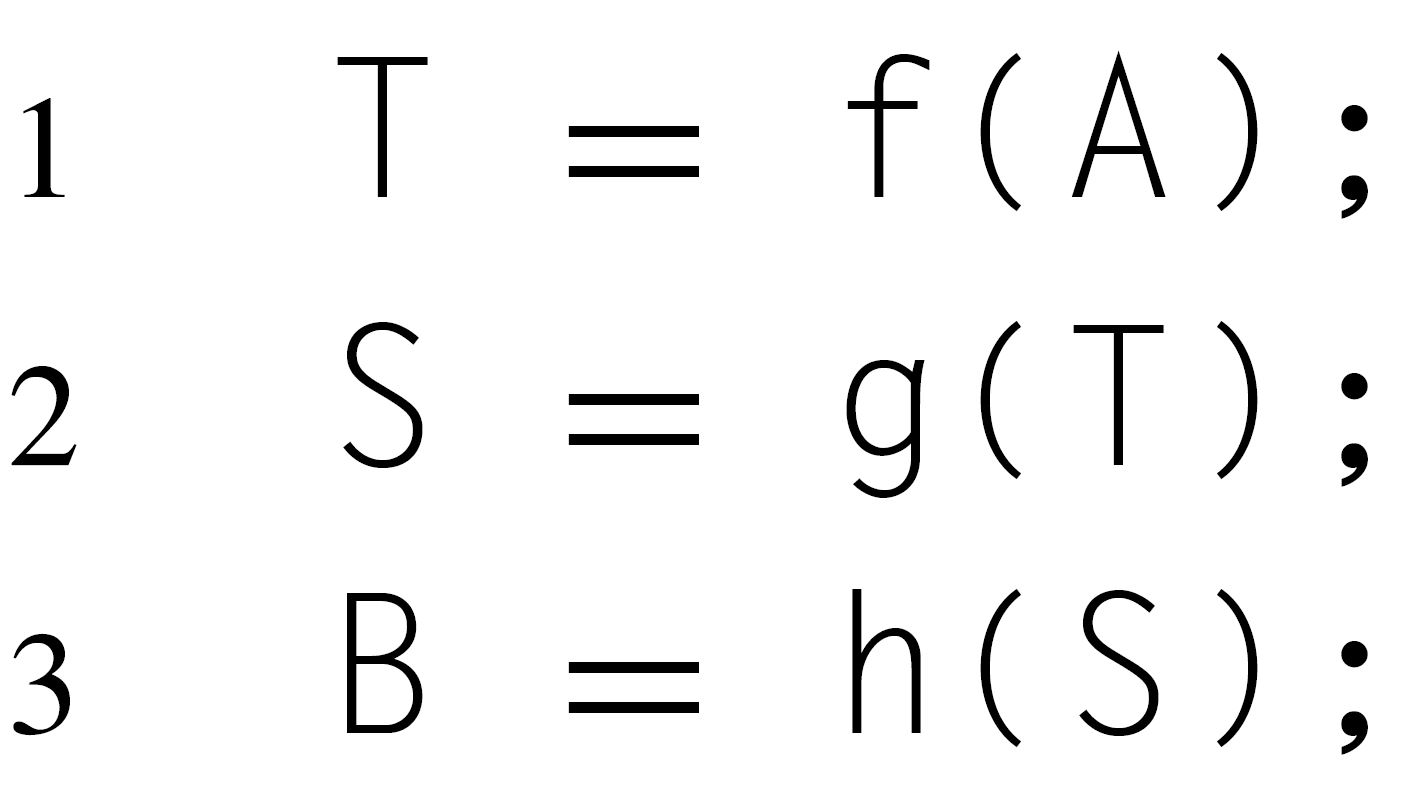 1 T = f(A);
2 S = g(T);
3 B = h(S);